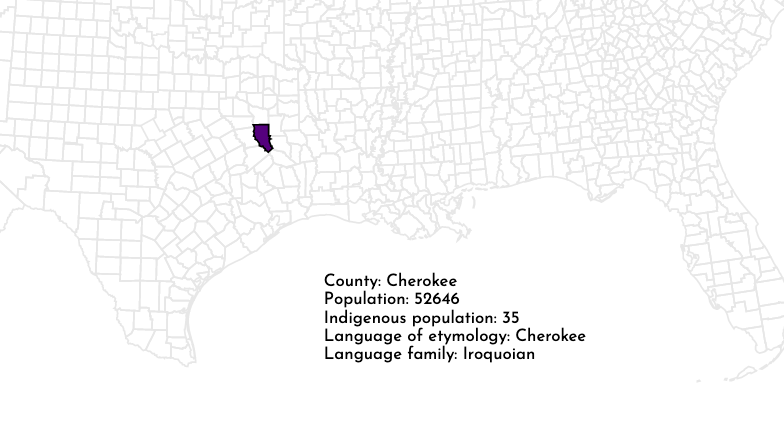 County: Cherokee
Population: 52646
Indigenous population: 35
Language of etymology: Cherokee
Language family: Iroquoian